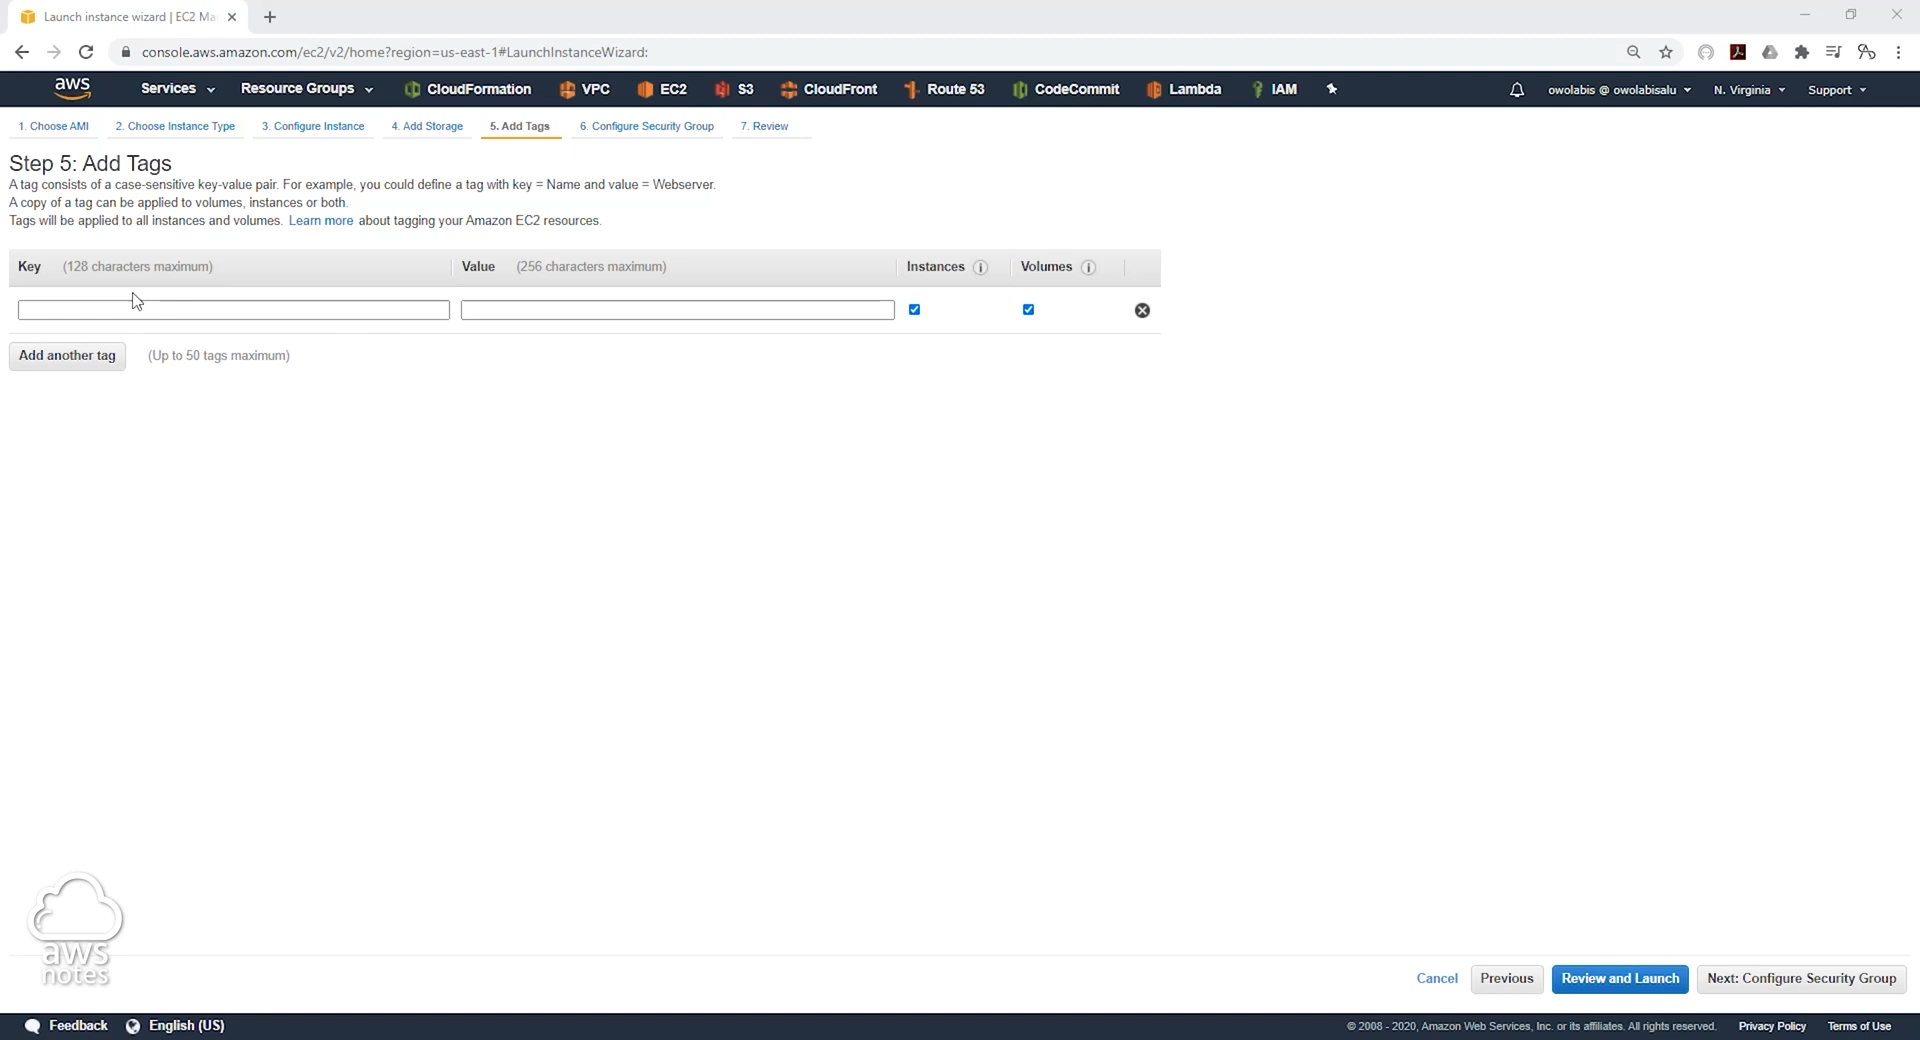 Launch instance wizard | EC2 Ma
console.aws.amazon.com/ec2/v2/home?region=us-east-1#LaunchInstanceWizard:
aws Services Resource Groups CloudFormation VPC EC2 S3 CloudFront Route 53 CodeCommit Lambda IAM owolabis @ owolabisalu N. Virginia Support
1. Choose AMI 2. Choose Instance Type 3. Configure Instance 4. Add Storage 5. Add Tags 6. Configure Security Group 7. Review
Step 5: Add Tags
A tag consists of a case-sensitive key-value pair. For example, you could define a tag with key = Name and value = Webserver.
A copy of a tag can be applied to volumes, instances or both.
Tags will be applied to all instances and volumes. Learn more about tagging your Amazon EC2 resources.
Key (128 characters maximum) Value (256 characters maximum) Instances Volumes
Add another tag (Up to 50 tags maximum)
aws
notes
Cancel Previous Review and Launch Next: Configure Security Group
Feedback English (US) © 2008 - 2020, Amazon Web Services, Inc. or its affiliates. All rights reserved. Privacy Policy Terms of Use